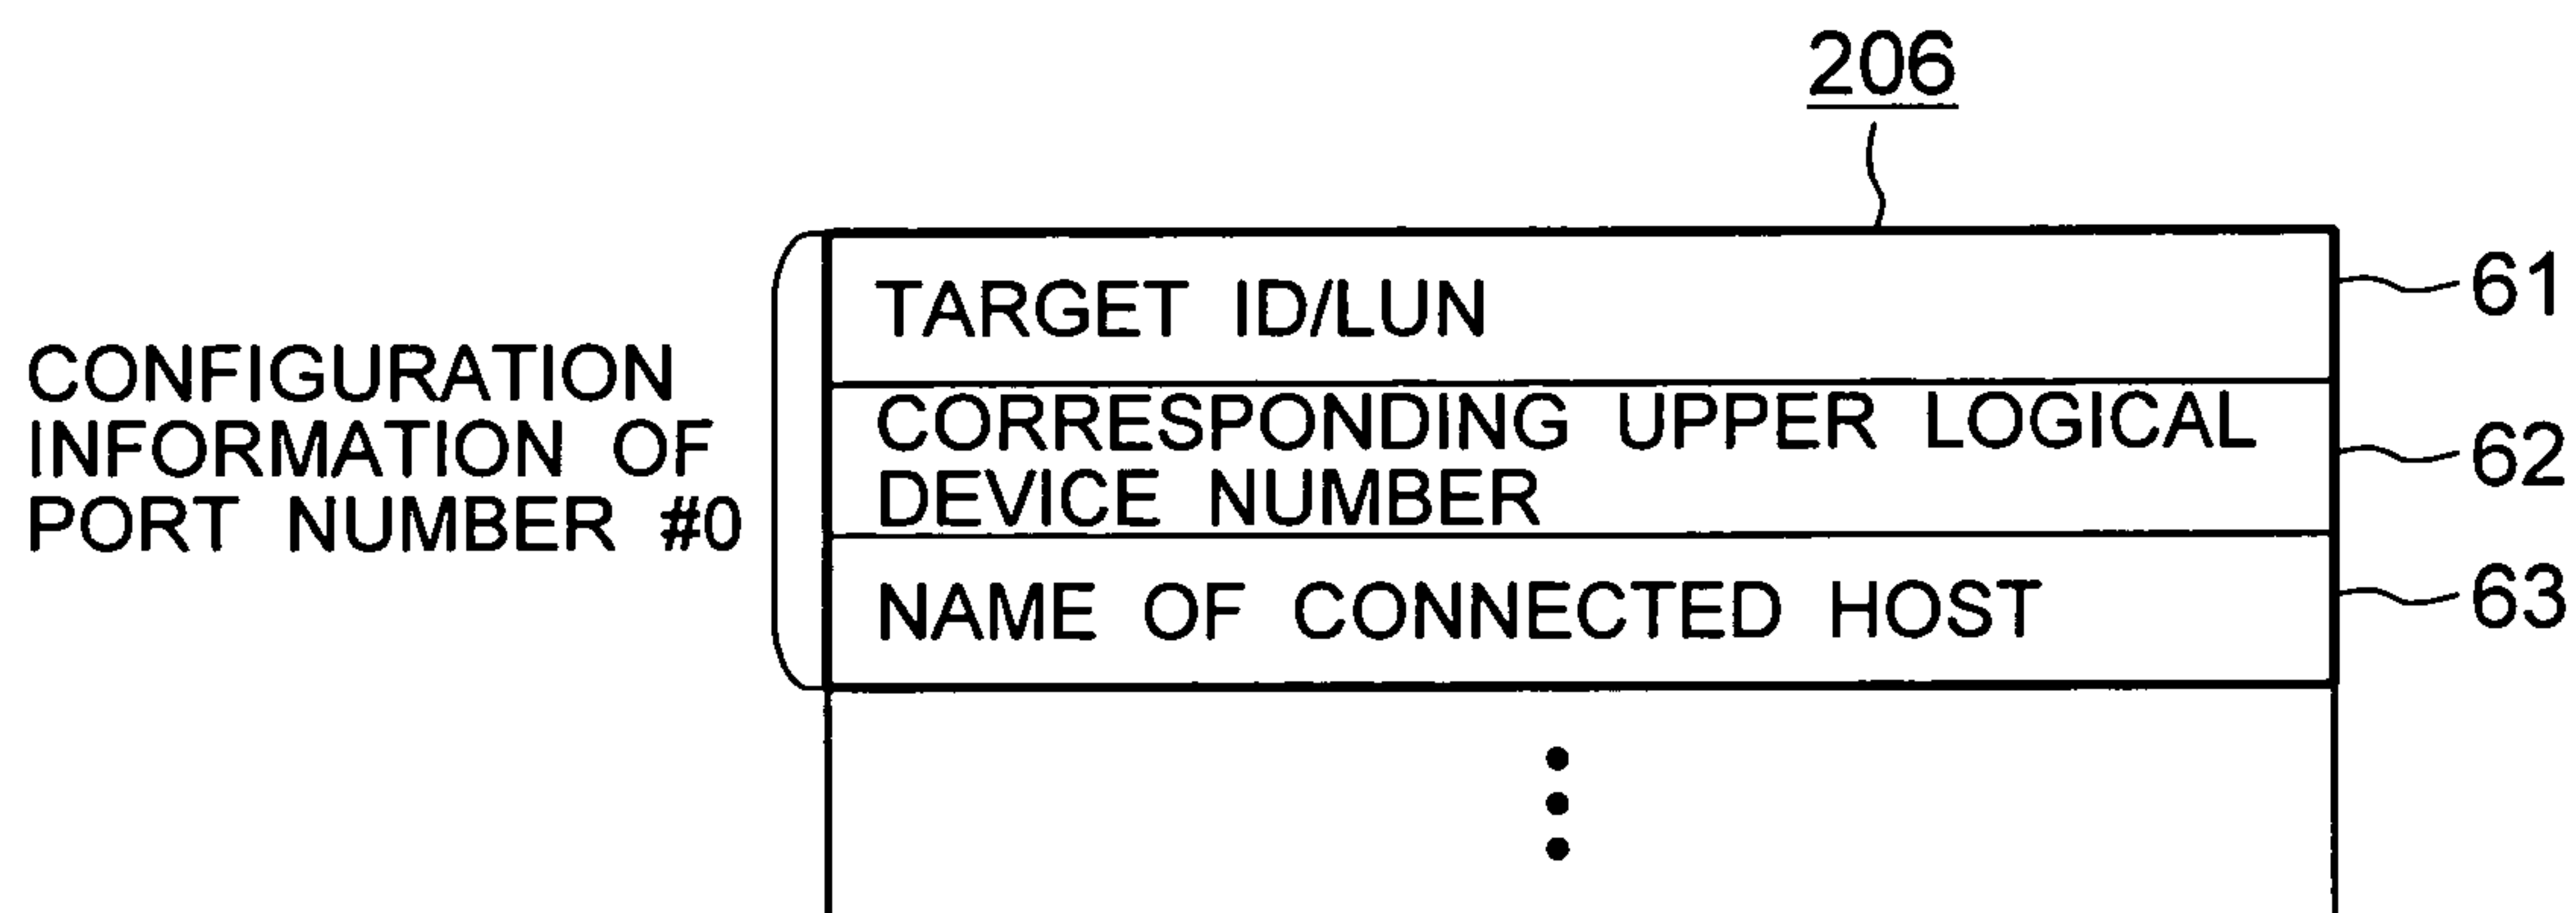 206
CONFIGURATION
INFORMATION OF
PORT NUMBER #0
TARGET ID/LUN
61
CORRESPONDING UPPER LOGICAL
DEVICE NUMBER
62
NAME OF CONNECTED HOST
63